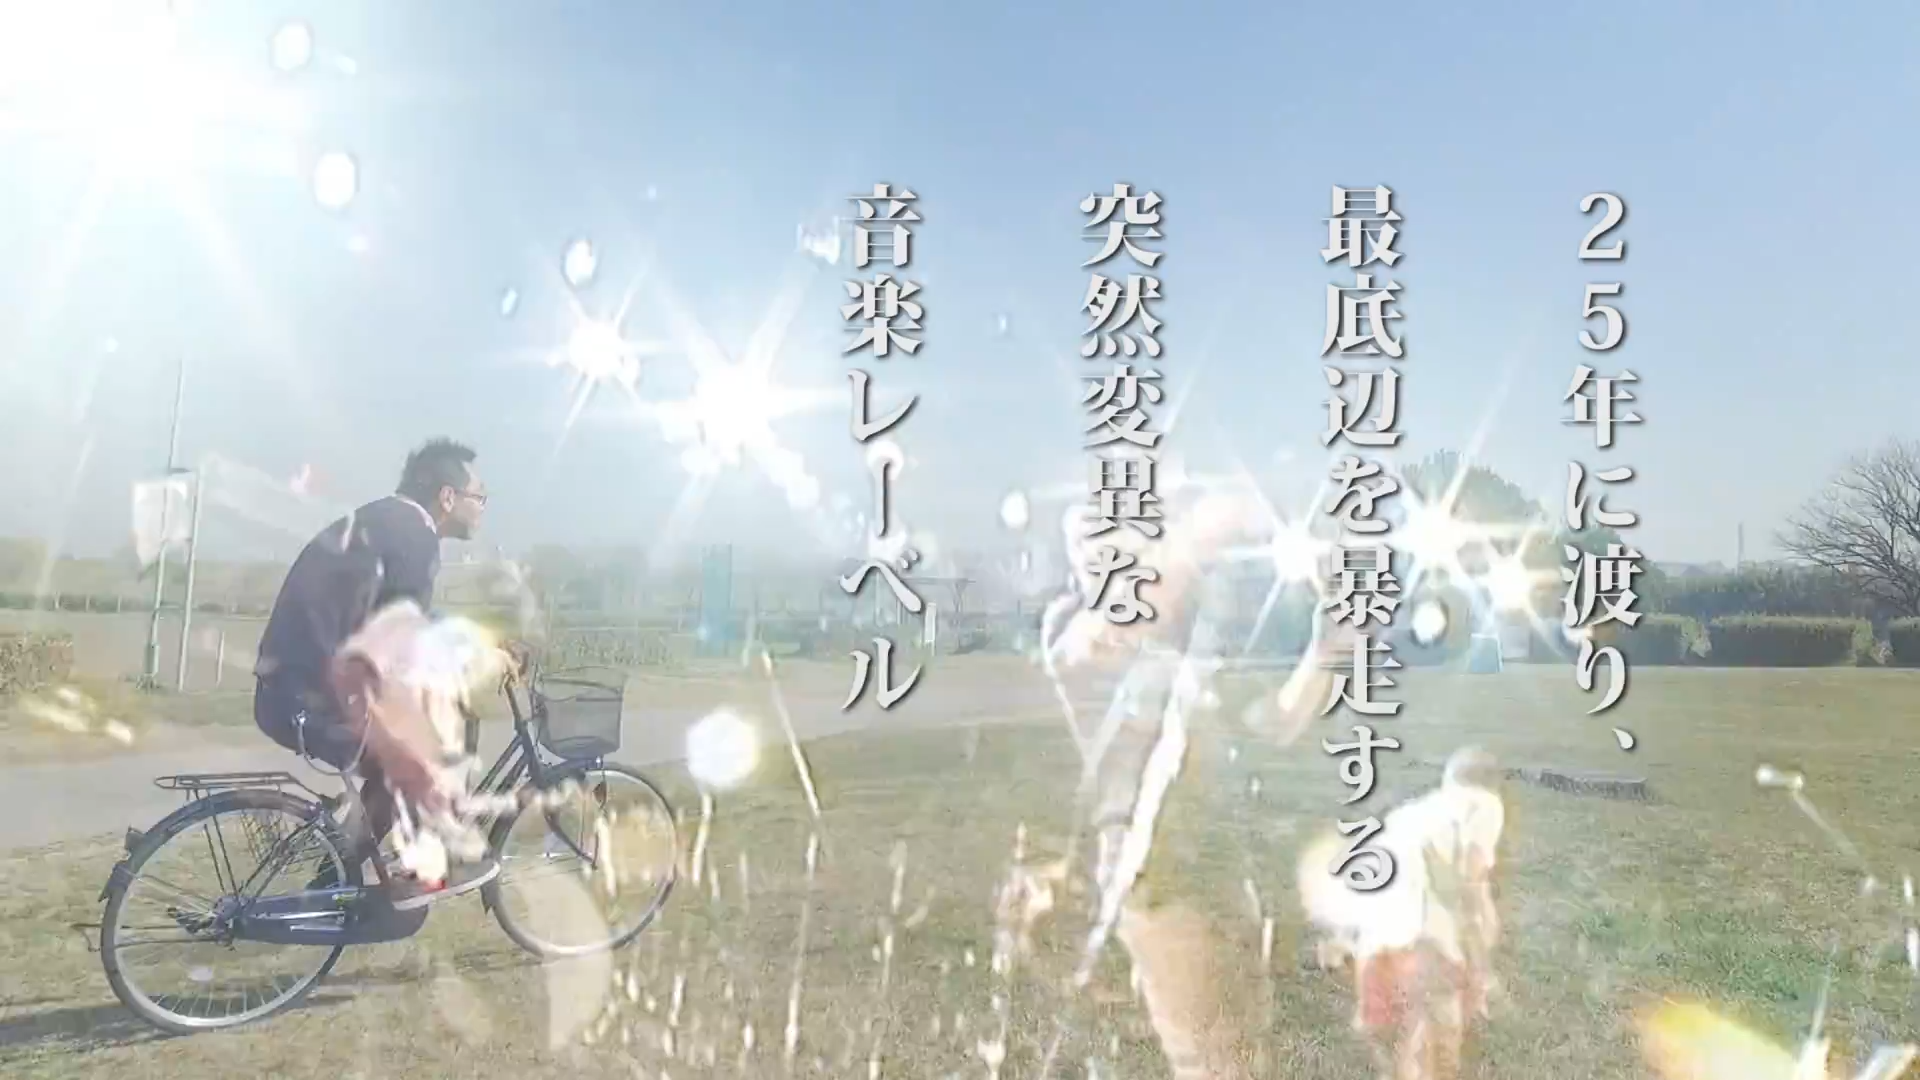 ２５年に渡り、
最底辺を暴走する
突然変異な
音楽レーベル